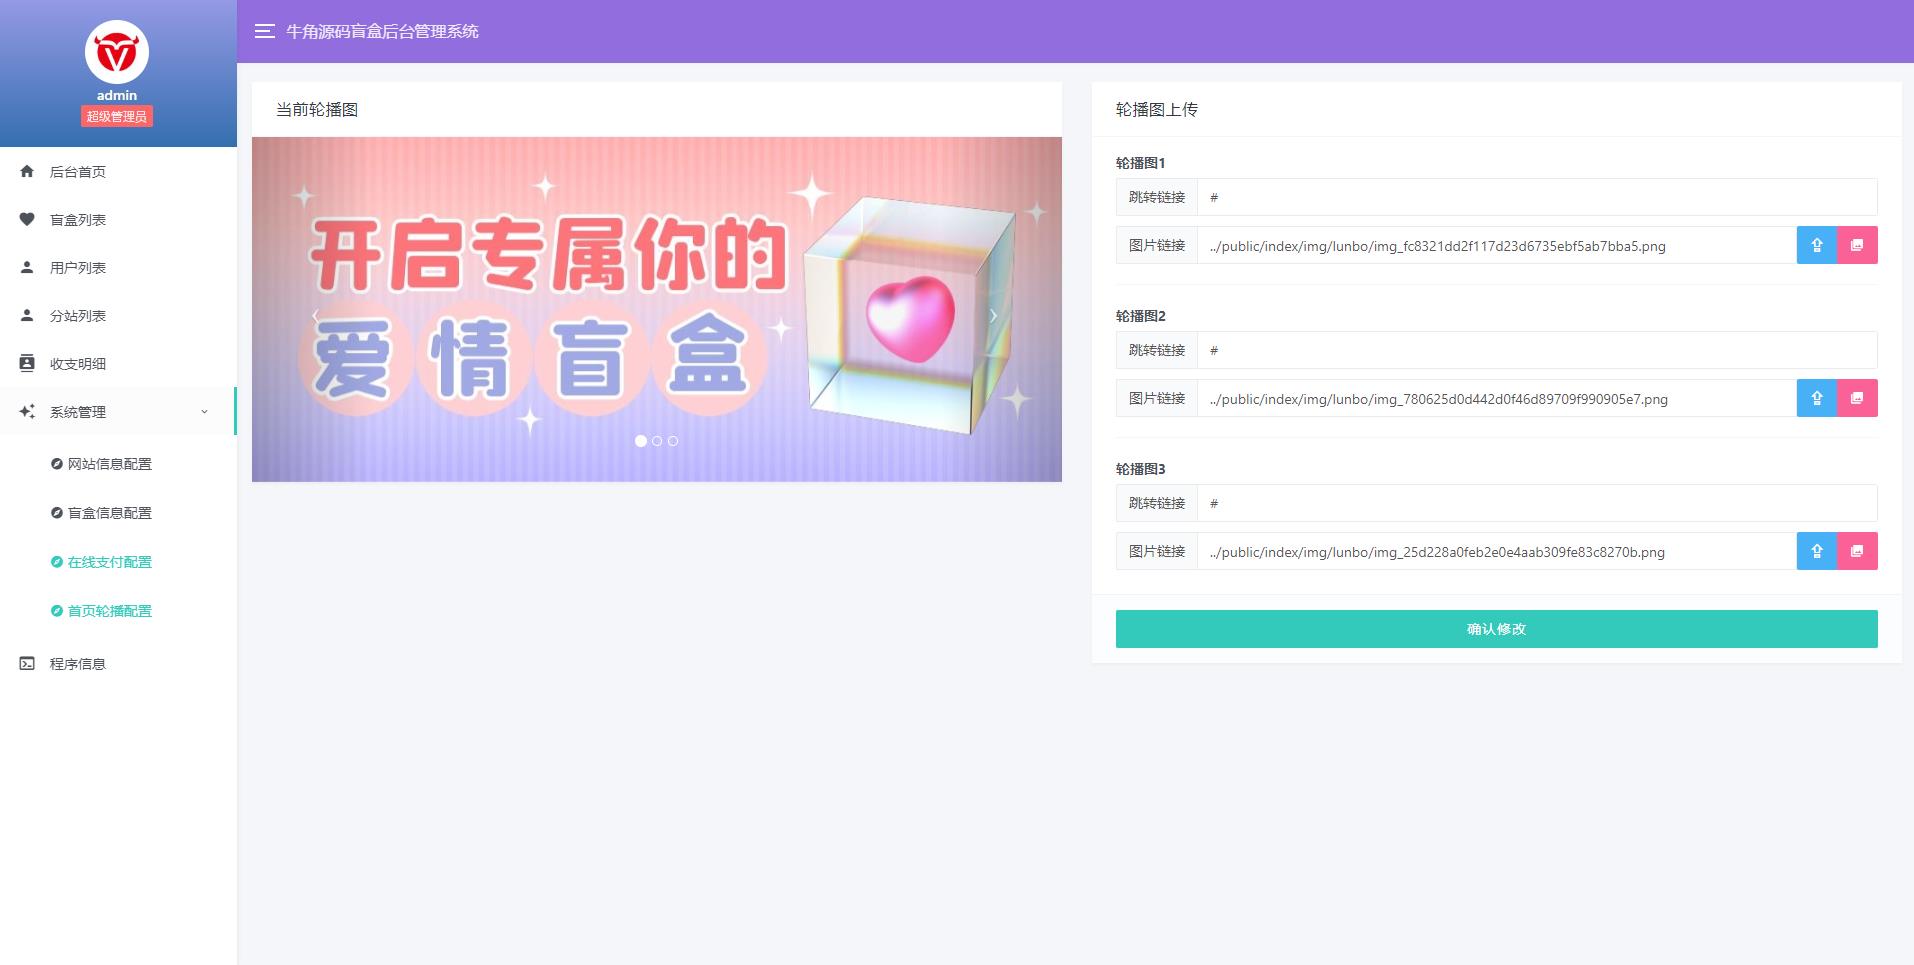 admin
超级管理员
后台首页
盲盒列表
用户列表
分站列表
收支明细
系统管理
网站信息配置
盲盒信息配置
在线支付配置
首页轮播配置
程序信息
牛角源码盲盒后台管理系统
当前轮播图
开启专属你的
爱情盲盒
轮播图上传
轮播图1
跳转链接 #
图片链接 ../public/index/img/lunbo/img_fc8321dd2f117d23d6735ebf5ab7bba5.png
轮播图2
跳转链接 #
图片链接 ../public/index/img/lunbo/img_780625d0d442d0f46d89709f990905e7.png
轮播图3
跳转链接 #
图片链接 ../public/index/img/lunbo/img_25d228a0feb2e0e4aab309fe83c8270b.png
确认修改